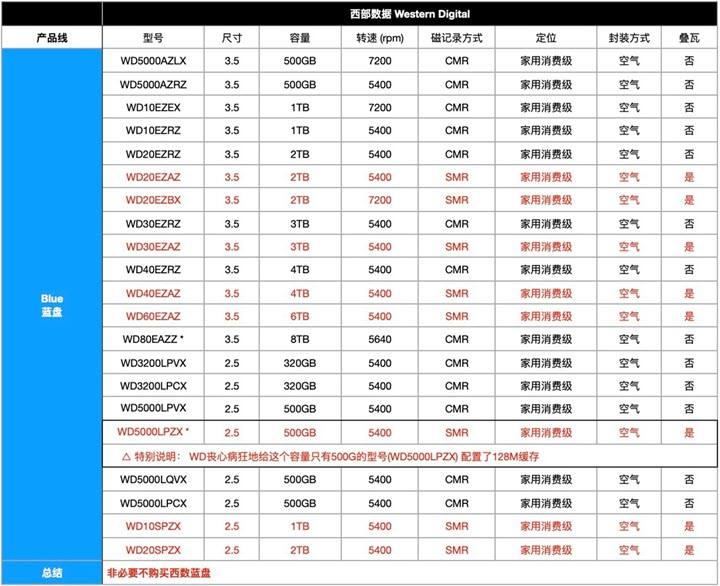 西部数据 Western Digital
产品线 型号 尺寸 容量 转速 (rpm) 磁记录方式 定位 封装方式 叠瓦
WD5000AZLX 3.5 500GB 7200 CMR 家用消费级 空气 否
WD5000AZRZ 3.5 500GB 5400 CMR 家用消费级 空气 否
WD10EZEX 3.5 1TB 7200 CMR 家用消费级 空气 否
WD10EZRZ 3.5 1TB 5400 CMR 家用消费级 空气 否
WD20EZRZ 3.5 2TB 5400 CMR 家用消费级 空气 否
WD20EZAZ 3.5 2TB 5400 SMR 家用消费级 空气 是
WD20EZBX 3.5 2TB 7200 SMR 家用消费级 空气 是
WD30EZRZ 3.5 3TB 5400 CMR 家用消费级 空气 否
WD30EZAZ 3.5 3TB 5400 SMR 家用消费级 空气 是
WD40EZRZ 3.5 4TB 5400 CMR 家用消费级 空气 否
Blue
蓝盘
WD40EZAZ 3.5 4TB 5400 SMR 家用消费级 空气 是
WD60EZAZ 3.5 6TB 5400 SMR 家用消费级 空气 是
WD80EAZZ * 3.5 8TB 5640 CMR 家用消费级 空气 否
WD3200LPVX 2.5 320GB 5400 CMR 家用消费级 空气 否
WD3200LPCX 2.5 320GB 5400 CMR 家用消费级 空气 否
WD5000LPVX 2.5 500GB 5400 CMR 家用消费级 空气 否
WD5000LPZX * 2.5 500GB 5400 SMR 家用消费级 空气 是
△ 特别说明： WD丧心病狂地给这个容量只有500G的型号(WD5000LPZX) 配置了128M缓存
WD5000LQVX 2.5 500GB 5400 CMR 家用消费级 空气 否
WD5000LPCX 2.5 500GB 5400 CMR 家用消费级 空气 否
WD10SPZX 2.5 1TB 5400 SMR 家用消费级 空气 是
WD20SPZX 2.5 2TB 5400 SMR 家用消费级 空气 是
总结 非必要不购买西数蓝盘